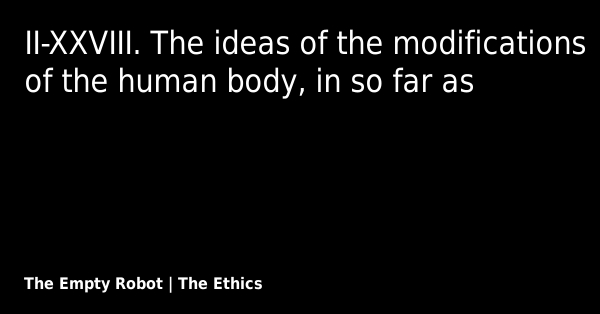 II-XXVIII. The ideas of the modifications
of the human body, in so far as
The Empty Robot | The Ethics